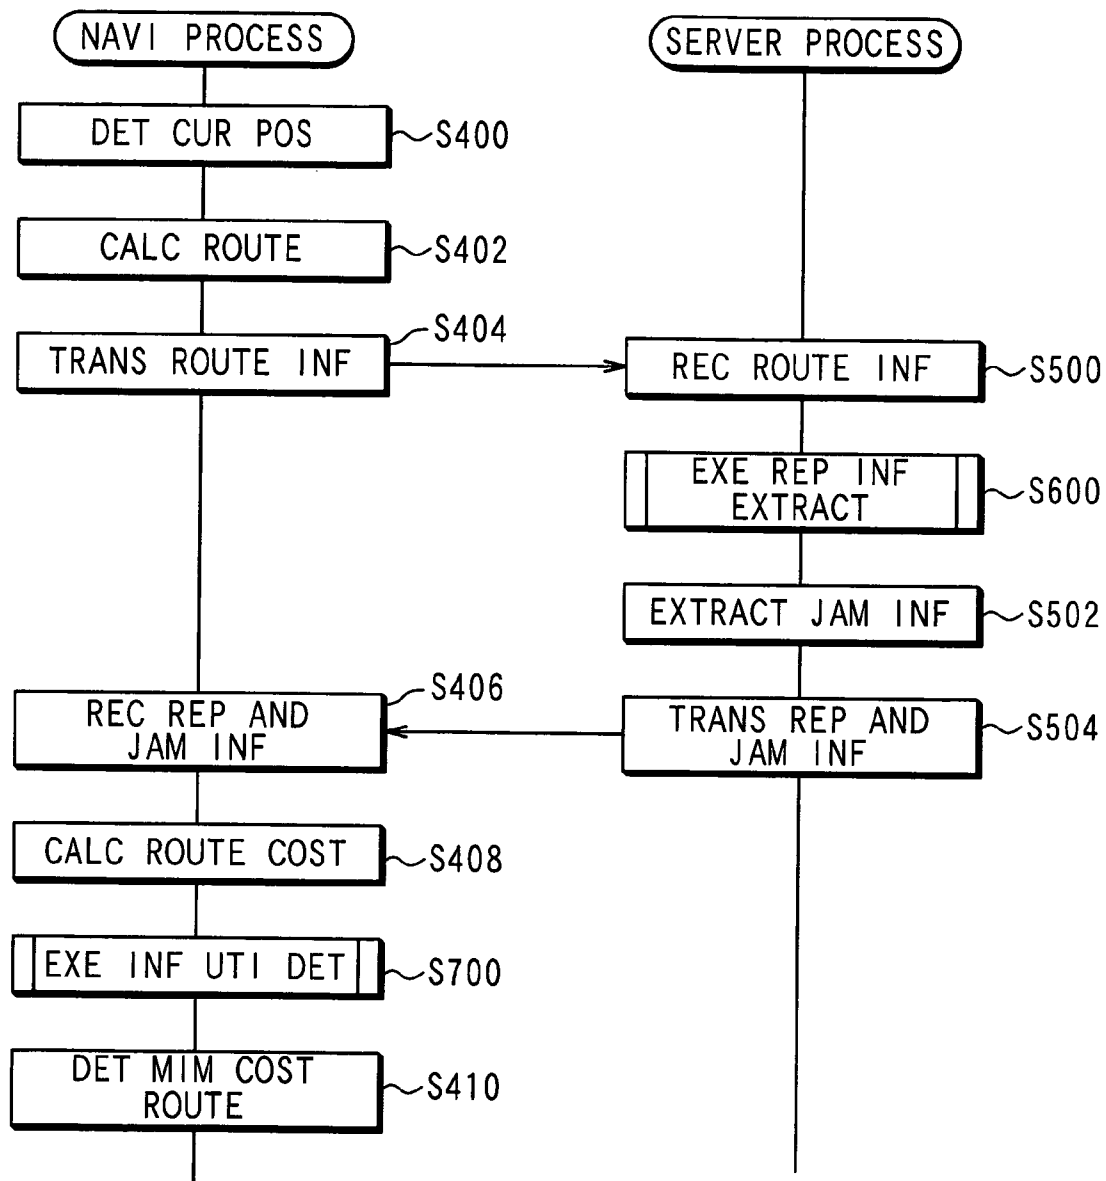 NAVI PROCESS
SERVER PROCESS
DET CUR POS
S400
CALC ROUTE
S402
TRANS ROUTE INF
S404
REC ROUTE INF
S500
EXE REP INF
EXTRACT
S600
EXTRACT JAM INF
S502
TRANS REP AND
JAM INF
S504
REC REP AND
JAM INF
S406
CALC ROUTE COST
S408
EXE INF UTI DET
S700
DET MIM COST
ROUTE
S410